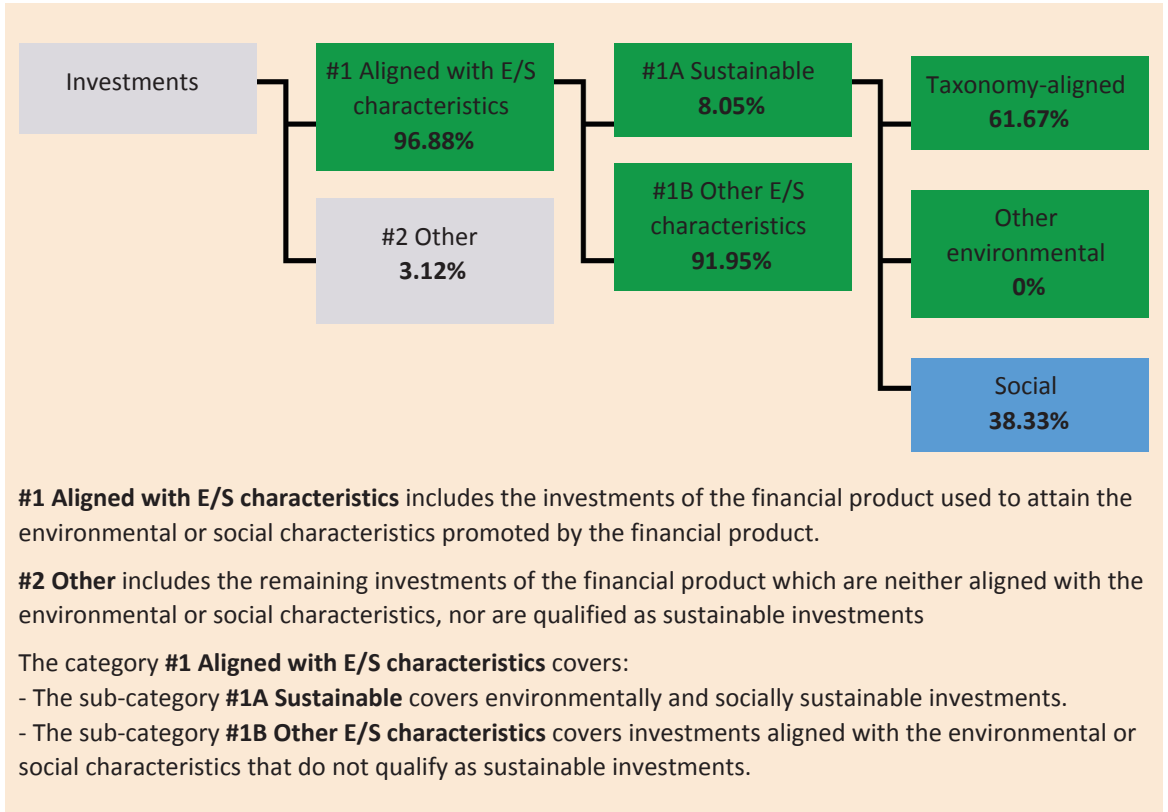 Investments
#1 Aligned with E/S
characteristics
96.88%
#2 Other
3.12%
#1A Sustainable
8.05%
#1B Other E/S
characteristics
91.95%
Taxonomy-aligned
61.67%
Other
environmental
0%
Social
38.33%
#1 Aligned with E/S characteristics includes the investments of the financial product used to attain the
environmental or social characteristics promoted by the financial product.
#2 Other includes the remaining investments of the financial product which are neither aligned with the
environmental or social characteristics, nor are qualified as sustainable investments
The category #1 Aligned with E/S characteristics covers:
- The sub-category #1A Sustainable covers environmentally and socially sustainable investments.
- The sub-category #1B Other E/S characteristics covers investments aligned with the environmental or
social characteristics that do not qualify as sustainable investments.